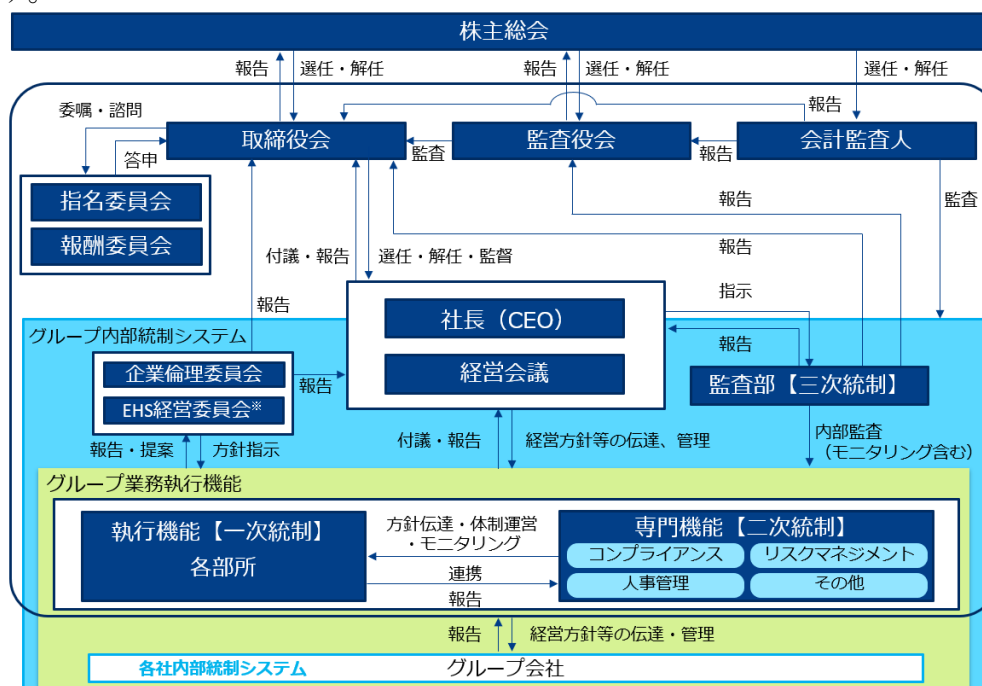 株主総会
報告
選任・解任
報告
選任・解任
選任・解任
委嘱・諮問
報告
取締役会
監査
監査役会
報告
会計監査人
答申
指名委員会
報酬委員会
報告
監査
報告
付議・報告
選任・解任・監督
指示
報告
社長（CEO）
経営会議
グループ内部統制システム
報告
企業倫理委員会
EHS経営委員会※
報告
監査部【三次統制】
報告・提案
方針指示
付議・報告
経営方針等の伝達、管理
内部監査
（モニタリング含む）
グループ業務執行機能
執行機能【一次統制】
各部所
方針伝達・体制運営
・モニタリング
連携
報告
専門機能【二次統制】
コンプライアンス
リスクマネジメント
人事管理
その他
報告
経営方針等の伝達・管理
各社内部統制システム
グループ会社